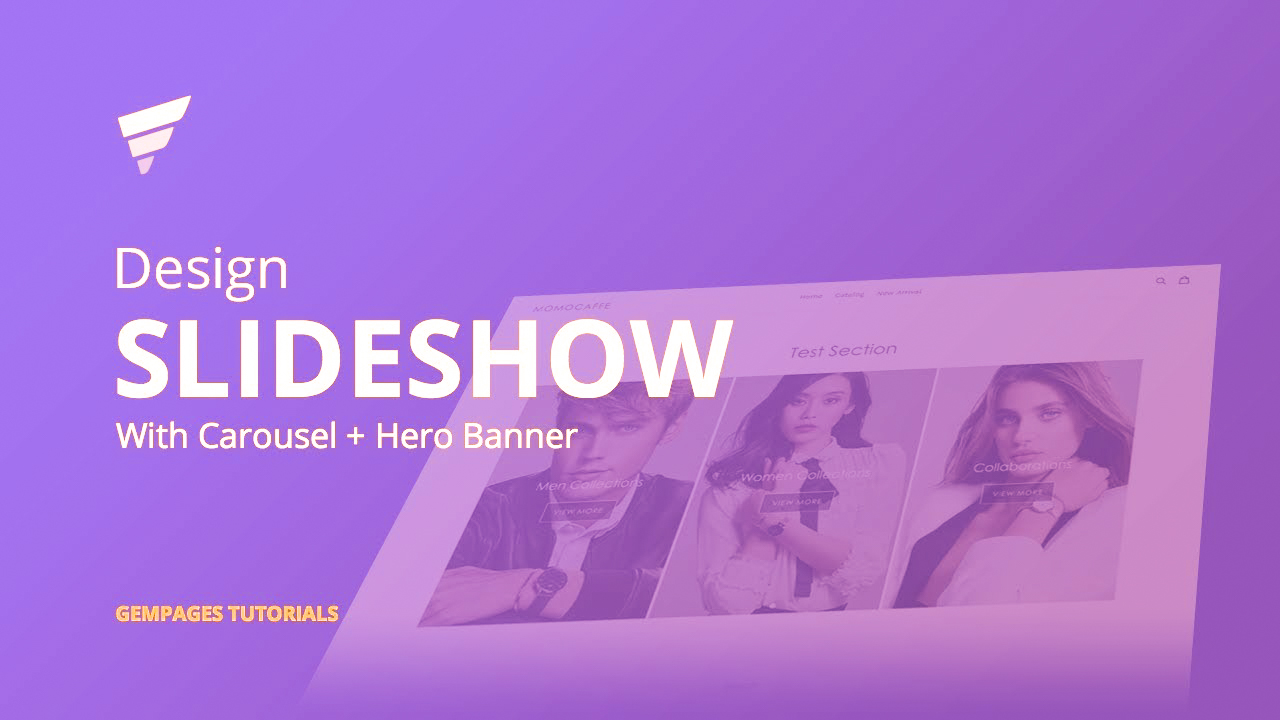 Design
SLIDESHOW
With Carousel + Hero Banner
GEMPAGES TUTORIALS
MOMOCAFFE
Home Catalog New Arrival
Test Section
Men Collections
VIEW MORE
Women Collections
VIEW MORE
Collaborations
VIEW MORE